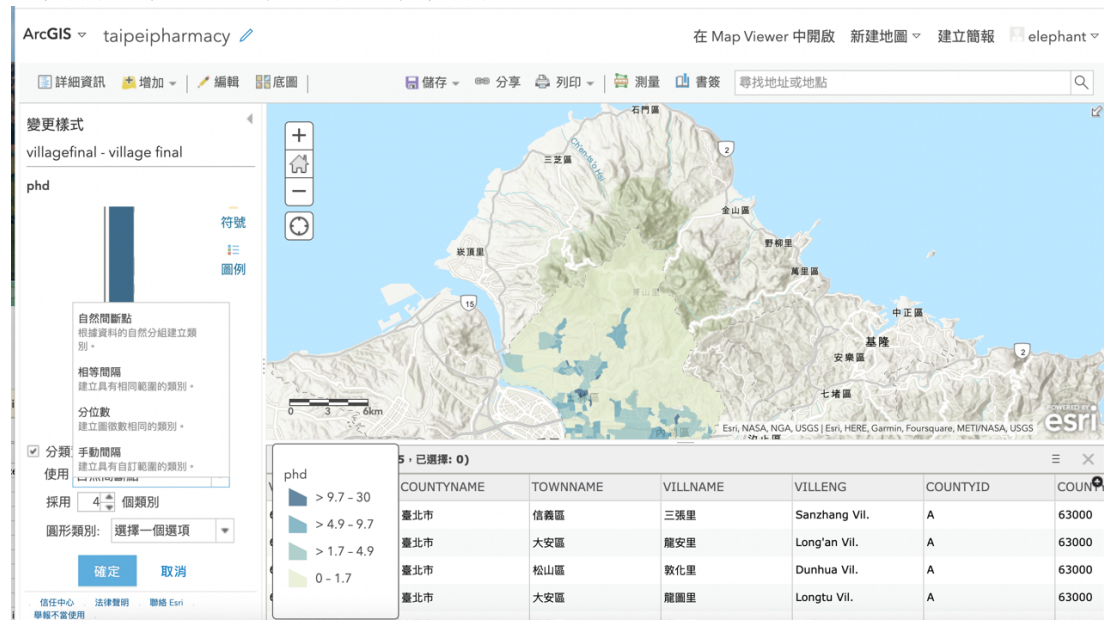 ArcGIS taipeipharmacy 在 Map Viewer 中開啟 新建地圖 建立簡報 elephant
詳細資訊 增加 編輯 底圖 儲存 分享 列印 測量 書簽 尋找地址或地點
變更樣式
villagefinal - village final
phd
符號
圖例
自然間斷點
根據資料的自然分組建立類
別。
相等間隔
建立具有相同範圍的類別。
分位數
建立圖徵數相同的類別。
手動間隔
建立具有自訂範圍的類別。
分類
使用
採用 4 個類別
圓形類別: 選擇一個選項
確定 取消
信任中心 法律聲明 聯絡 Esri
舉報不當使用
石門區
三芝區
2
金山區
崁頂里
野柳里
萬里區
15
中正區
基隆
2
安樂區
七堵區
0 3 6km
POWERED BY
esri
Esri, NASA, NGA, USGS | Esri, HERE, Garmin, Foursquare, METI/NASA, USGS
5，已選擇: 0)
phd
> 9.7 - 30
> 4.9 - 9.7
> 1.7 - 4.9
0 - 1.7
COUNTYNAME TOWNNAME VILLNAME VILLENG COUNTYID
臺北市 信義區 三張里 Sanzhang Vil. A 63000
臺北市 大安區 龍安里 Long'an Vil. A 63000
臺北市 松山區 敦化里 Dunhua Vil. A 63000
臺北市 大安區 龍圖里 Longtu Vil. A 63000